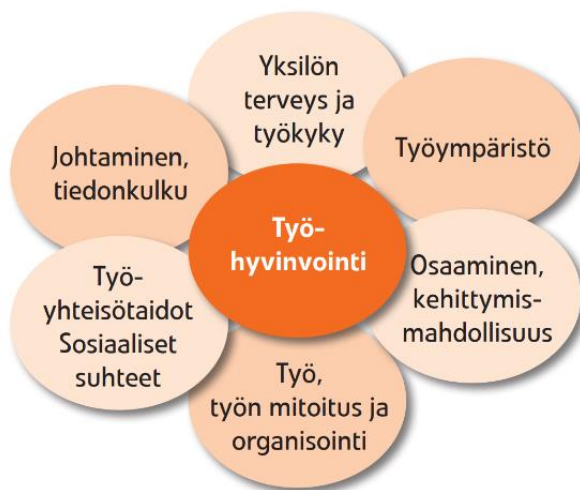 Yksilön
terveys ja
työkyky
Työympäristö
Osaaminen,
kehittymis-
mahdollisuus
Työ,
työn mitoitus ja
organisointi
Työ-
yhteisötaidot
Sosiaaliset
suhteet
Johtaminen,
tiedonkulku
Työ-
hyvinvointi